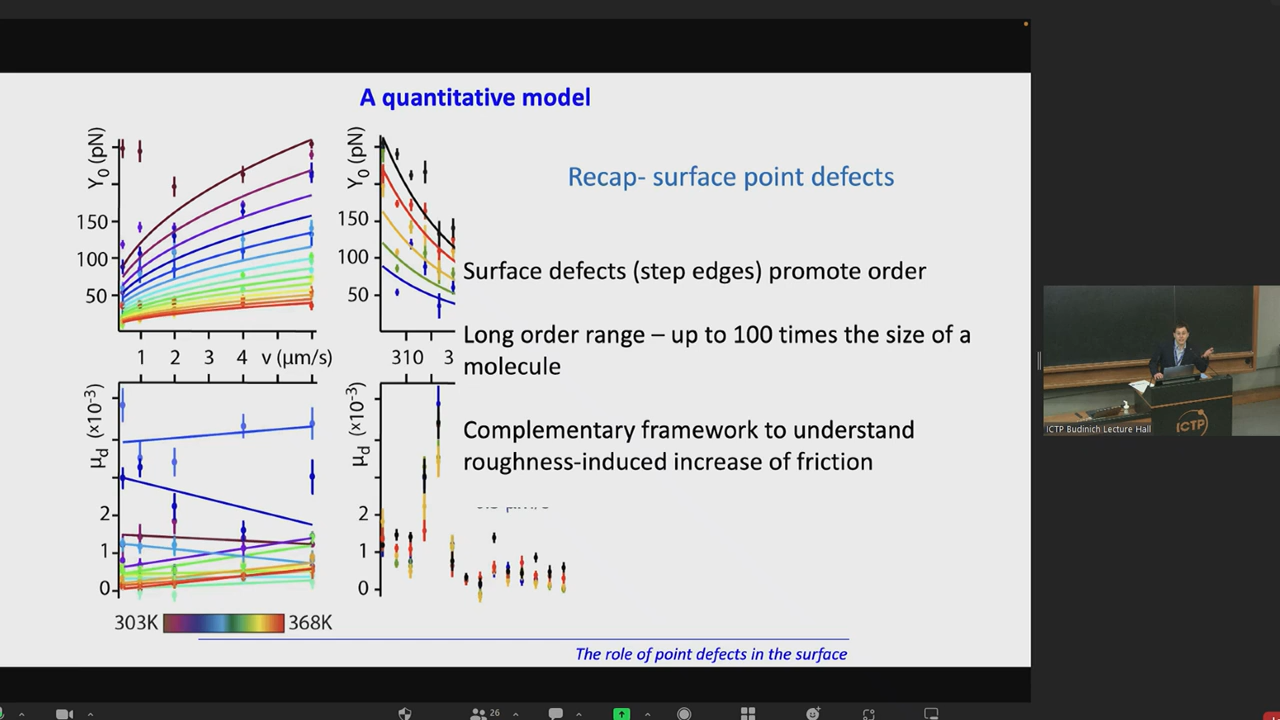 A quantitative model
Recap- surface point defects
Y0 (pN)
150
100
50
1 2 3 4 v (µm/s)
Y0 (pN)
150
100
50
310 3
Surface defects (step edges) promote order
Long order range – up to 100 times the size of a
molecule
Complementary framework to understand
roughness-induced increase of friction
µd (×10-3)
2
1
0
µd (×10-3)
2
1
0
303K 368K
The role of point defects in the surface
ICTP Budinich Lecture Hall
ICTP
26